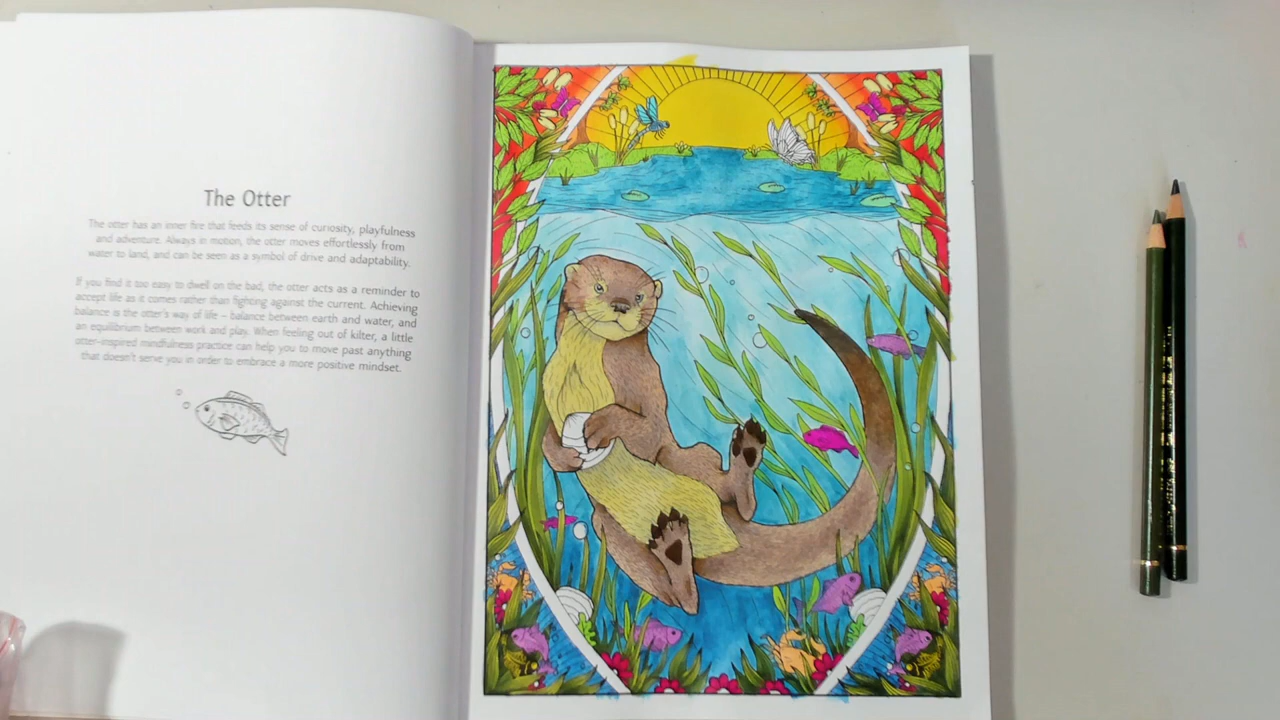 The Otter
The otter has an inner fire that feeds its sense of curiosity, playfulness
and adventure. Always in motion, the otter moves effortlessly from
water to land, and can be seen as a symbol of drive and adaptability.
If you find it too easy to dwell on the bad, the otter acts as a reminder to
accept life as it comes rather than fighting against the current. Achieving
balance is the otter's way of life – balance between earth and water, and
an equilibrium between work and play. When feeling out of kilter, a little
otter-inspired mindfulness practice can help you to move past anything
that doesn't serve you in order to embrace a more positive mindset.